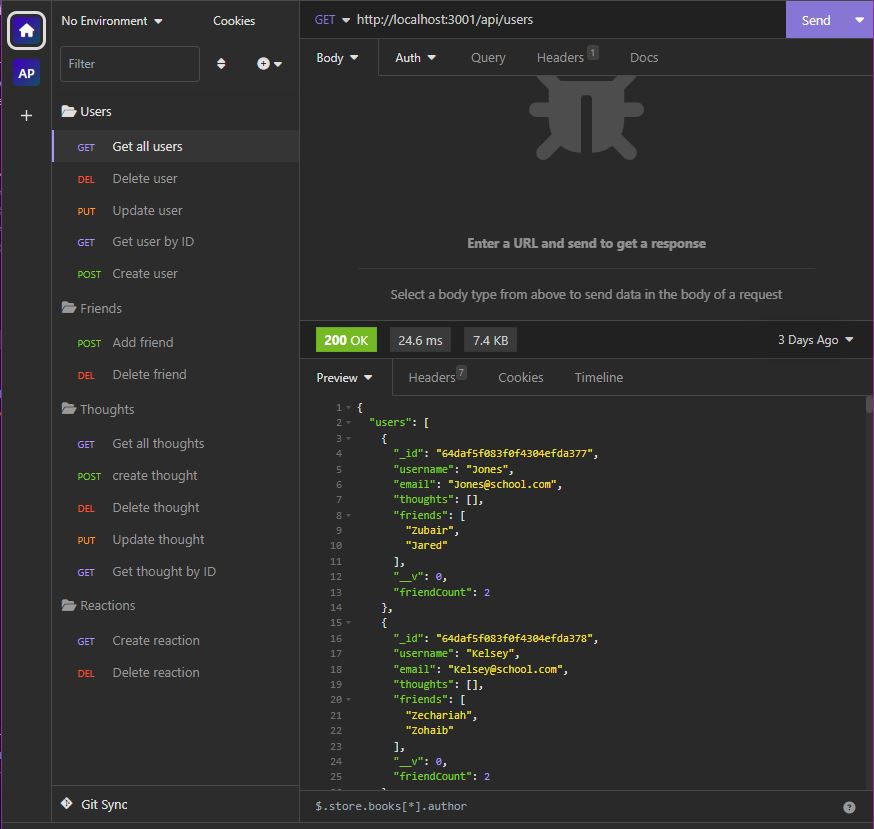 No Environment
Cookies
AP
Filter
Users
GET Get all users
DEL Delete user
PUT Update user
GET Get user by ID
POST Create user
Friends
POST Add friend
DEL Delete friend
Thoughts
GET Get all thoughts
POST create thought
DEL Delete thought
PUT Update thought
GET Get thought by ID
Reactions
GET Create reaction
DEL Delete reaction
Git Sync
GET http://localhost:3001/api/users
Send
Body Auth Query Headers 1 Docs
Enter a URL and send to get a response
Select a body type from above to send data in the body of a request
200 OK 24.6 ms 7.4 KB 3 Days Ago
Preview Headers 7 Cookies Timeline
1 {
2 "users": [
3 {
4 "_id": "64daf5f083f0f4304efda377",
5 "username": "Jones",
6 "email": "Jones@school.com",
7 "thoughts": [],
8 "friends": [
9 "Zubair",
10 "Jared"
11 ],
12 "__v": 0,
13 "friendCount": 2
14 },
15 {
16 "_id": "64daf5f083f0f4304efda378",
17 "username": "Kelsey",
18 "email": "Kelsey@school.com",
19 "thoughts": [],
20 "friends": [
21 "Zechariah",
22 "Zohaib"
23 ],
24 "__v": 0,
25 "friendCount": 2
$.store.books[*].author